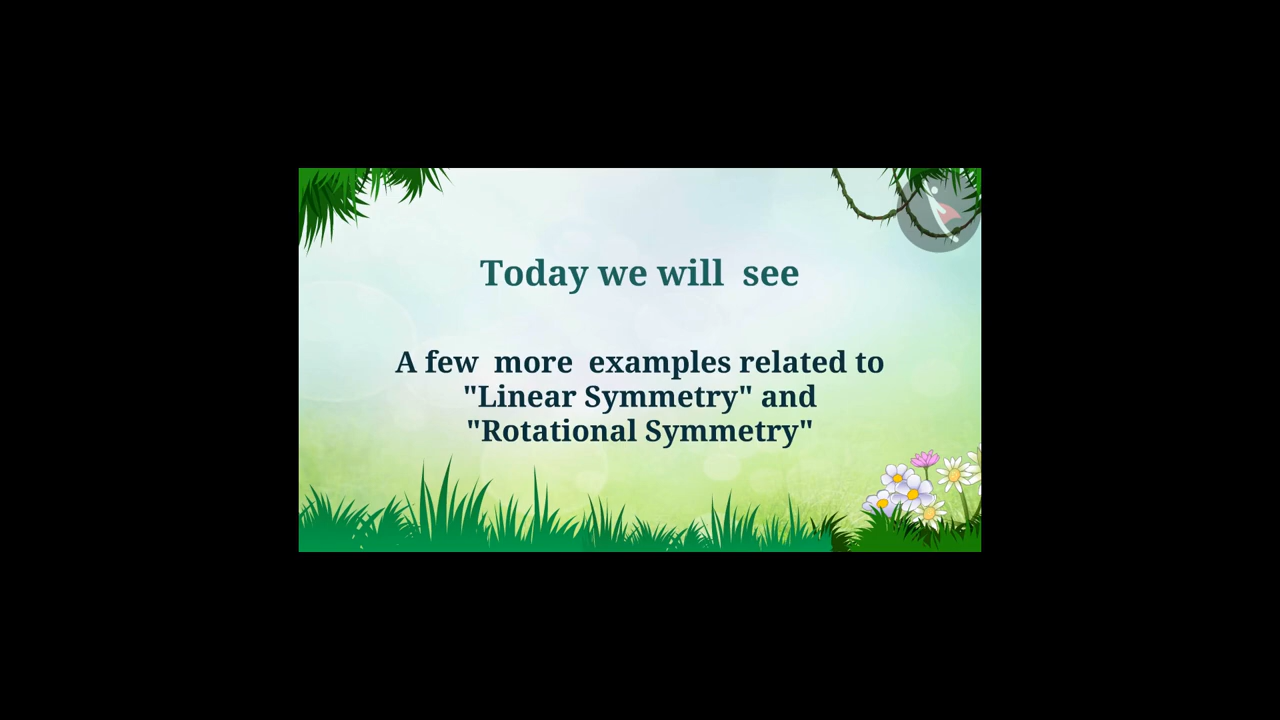 Today we will see
A few more examples related to
"Linear Symmetry" and
"Rotational Symmetry"